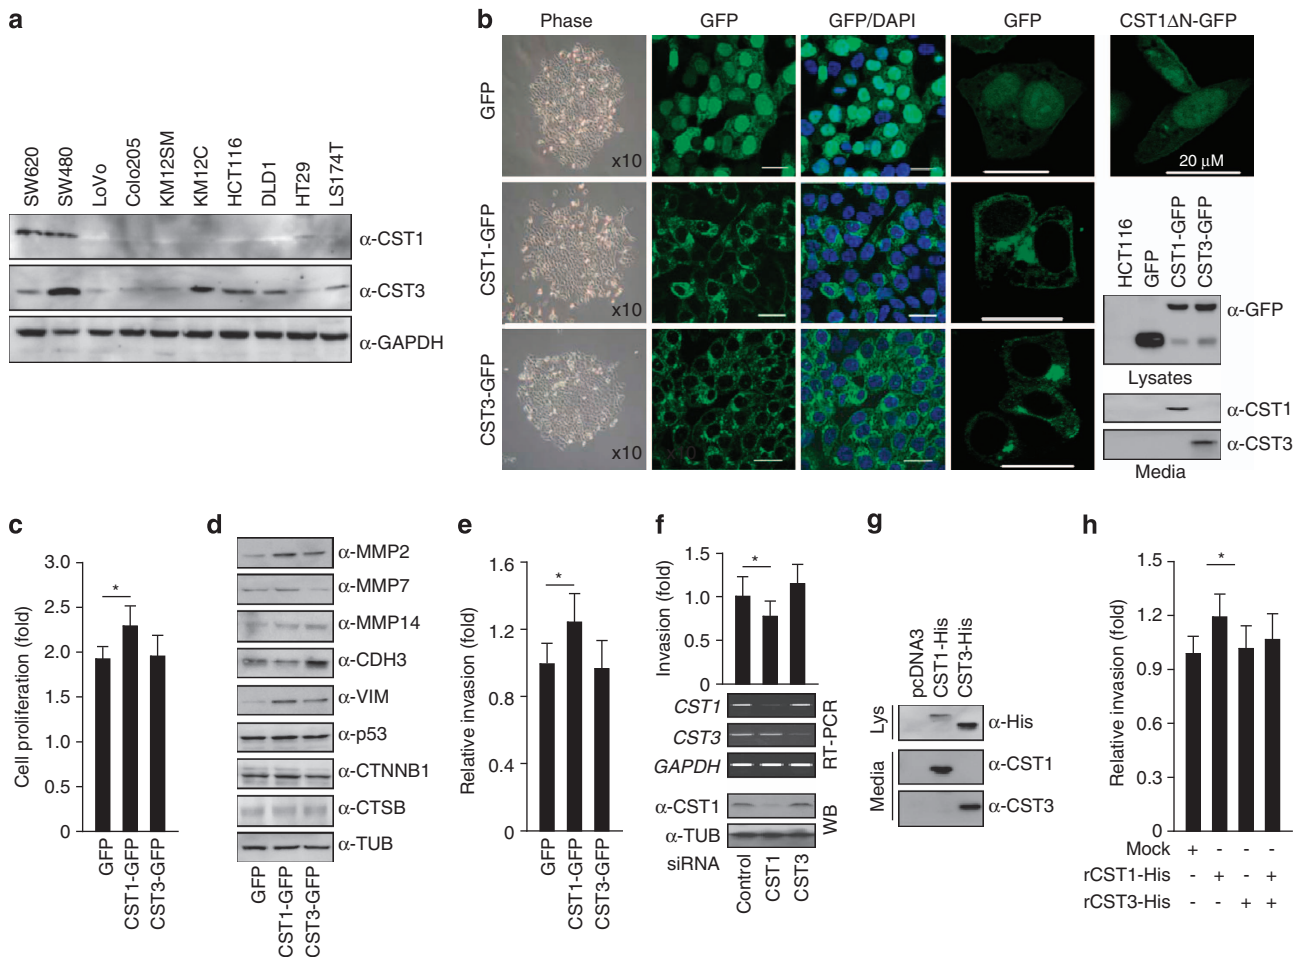 a
SW620
SW480
LoVo
Colo205
KM12SM
KM12C
HCT116
DLD1
HT29
LS174T
α-CST1
α-CST3
α-GAPDH
b
Phase
GFP
GFP/DAPI
GFP
CST1ΔN-GFP
GFP
x10
20 μM
CST1-GFP
x10
CST3-GFP
x10
HCT116
GFP
CST1-GFP
CST3-GFP
α-GFP
Lysates
α-CST1
α-CST3
Media
c
Cell proliferation (fold)
3.0
2.5
2.0
1.5
1.0
0.5
0
*
GFP
CST1-GFP
CST3-GFP
d
α-MMP2
α-MMP7
α-MMP14
α-CDH3
α-VIM
α-p53
α-CTNNB1
α-CTSB
α-TUB
GFP
CST1-GFP
CST3-GFP
e
Relative invasion (fold)
1.6
1.2
0.8
0.4
0
*
GFP
CST1-GFP
CST3-GFP
f
Invasion (fold)
1.5
1.0
0.5
0
*
CST1
CST3
GAPDH
RT-PCR
α-CST1
α-TUB
WB
siRNA
Control
CST1
CST3
g
pcDNA3
CST1-His
CST3-His
Lys
α-His
Media
α-CST1
α-CST3
h
Relative invasion (fold)
1.5
1.2
0.9
0.6
0.3
0
*
Mock + - - -
rCST1-His - + - +
rCST3-His - - + +